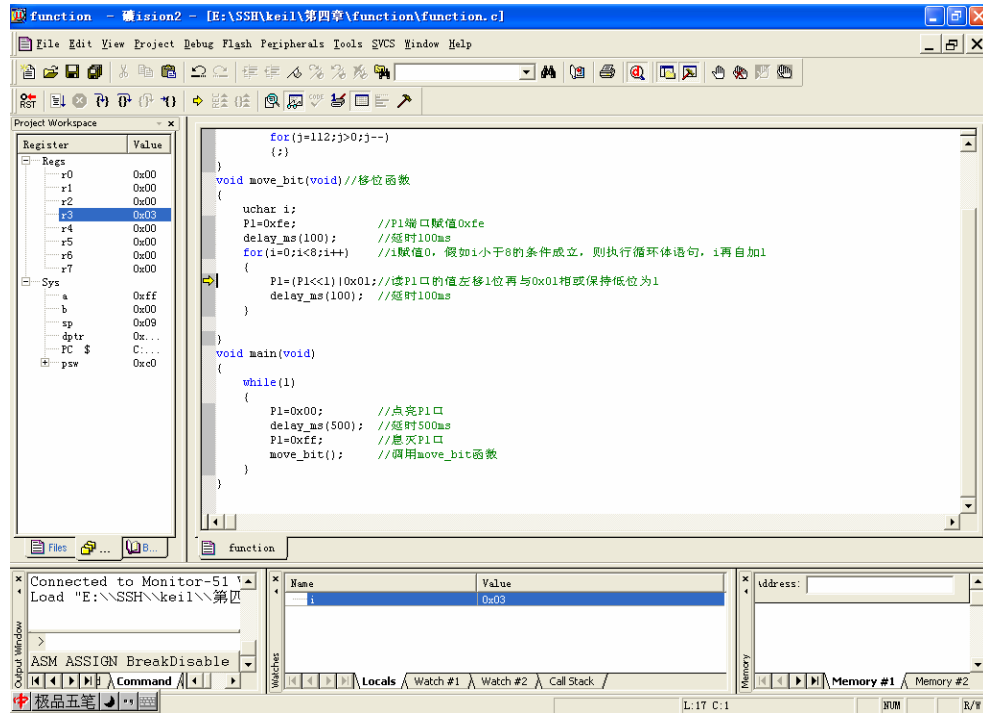 function - 礦ision2 - [E:\SSH\keil\第四章\function\function.c]
File Edit View Project Debug Flash Peripherals Tools SVCS Window Help
Project Workspace
Register Value
Regs
r0 0x00
r1 0x00
r2 0x00
r3 0x03
r4 0x00
r5 0x00
r6 0x00
r7 0x00
Sys
a 0xff
b 0x00
sp 0x09
dptr 0x...
PC $ C:...
psw 0xc0
Files ... B...
for(j=112;j>0;j--)
{;}
}
void move_bit(void)//移位函数
{
uchar i;
P1=0xfe; //P1端口赋值0xfe
delay_ms(100); //延时100ms
for(i=0;i<8;i++) //i赋值0，假如i小于8的条件成立，则执行循环体语句，i再自加1
{
P1=(P1<<1)|0x01;//读P1口的值左移1位再与0x01相或保持低位为1
delay_ms(100); //延时100ms
}
}
void main(void)
{
while(1)
{
P1=0x00; //点亮P1口
delay_ms(500); //延时500ms
P1=0xff; //息灭P1口
move_bit(); //调用move_bit函数
}
}
function
Output Window
Connected to Monitor-51
Load "E:\\SSH\\keil\\第四
>
ASM ASSIGN BreakDisable
Command
Watches
Name Value
i 0x03
Locals Watch #1 Watch #2 Call Stack
Memory
Address:
Memory #1 Memory #2
中 极品五笔
L:17 C:1 NUM R/W